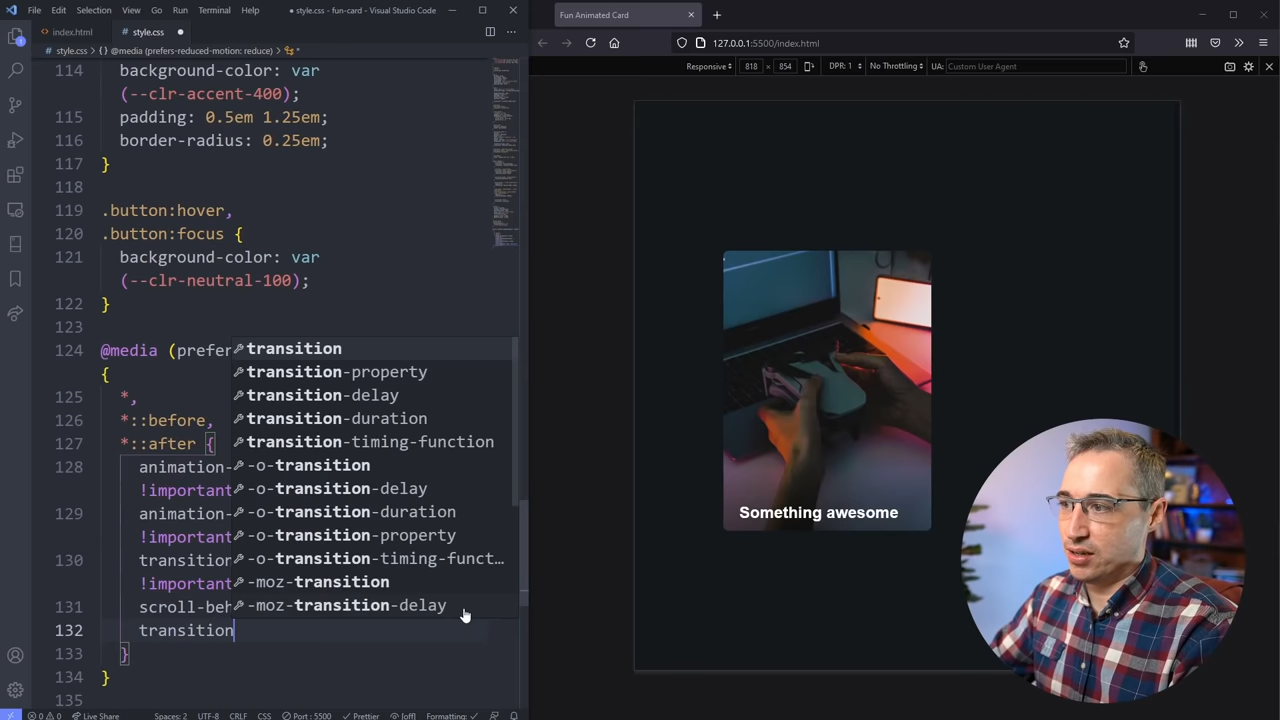 File Edit Selection View Go Run Terminal Help ● style.css - fun-card - Visual Studio Code
index.html # style.css ●
# style.css > {} @media (prefers-reduced-motion: reduce) > *
114 background-color: var
(--clr-accent-400);
115 padding: 0.5em 1.25em;
116 border-radius: 0.25em;
117 }
118
119 .button:hover,
120 .button:focus {
121 background-color: var
(--clr-neutral-100);
122 }
123
124 @media (prefer
{
125 *,
126 *::before,
127 *::after {
128 animation-
!important
129 animation-
!important
130 transition
!important
131 scroll-beh
132 transition
133 }
134 }
135
transition
transition-property
transition-delay
transition-duration
transition-timing-function
-o-transition
-o-transition-delay
-o-transition-duration
-o-transition-property
-o-transition-timing-funct…
-moz-transition
-moz-transition-delay
0 0 Live Share Spaces: 2 UTF-8 CRLF CSS Port : 5500 Prettier [off] Formatting: ✓
Fun Animated Card
127.0.0.1:5500/index.html
Responsive 818 × 854 DPR: 1 No Throttling UA: Custom User Agent
Something awesome